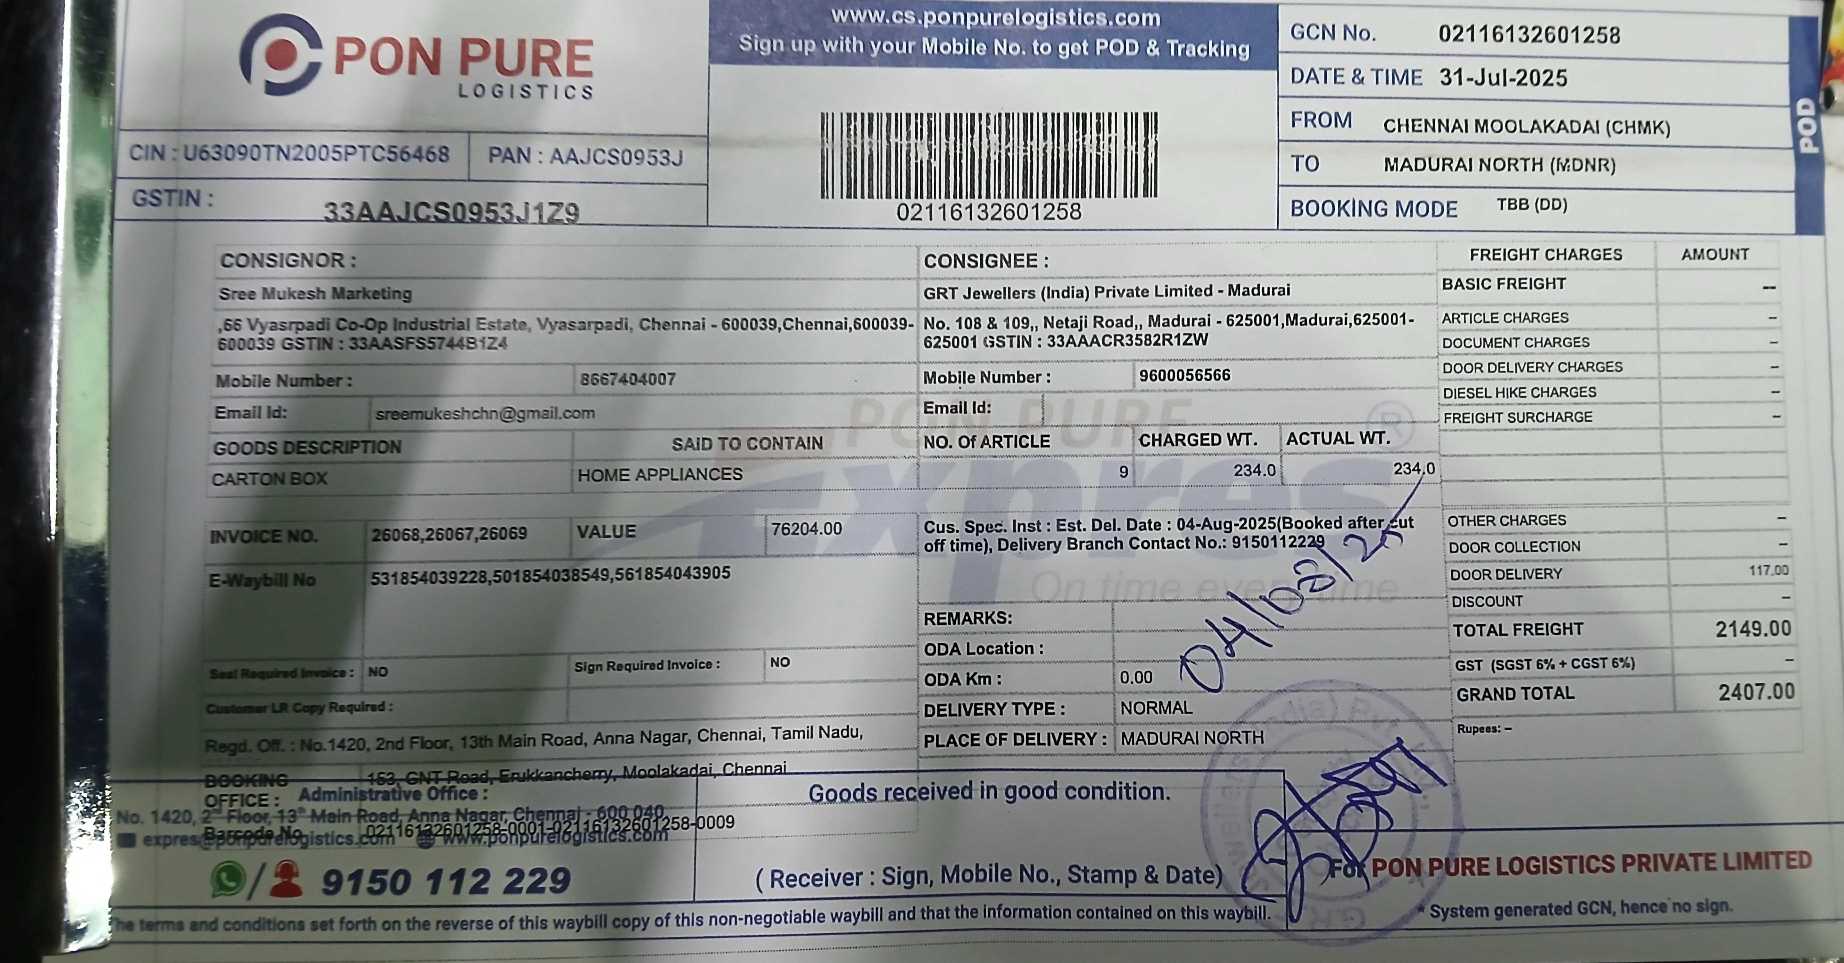 PON PURE
LOGISTICS
CIN : U63090TN2005PTC56468 PAN : AAJCS0953J
GSTIN : 33AAJCS0953J1Z9
www.cs.ponpurelogistics.com
Sign up with your Mobile No. to get POD & Tracking
02116132601258
GCN No. 02116132601258
DATE & TIME 31-Jul-2025
FROM CHENNAI MOOLAKADAI (CHMK)
TO MADURAI NORTH (MDNR)
BOOKING MODE TBB (DD)
POD
CONSIGNOR :
Sree Mukesh Marketing
,66 Vyasrpadi Co-Op Industrial Estate, Vyasarpadi, Chennai - 600039,Chennai,600039-
600039 GSTIN : 33AASFS5744B1Z4
Mobile Number : 8667404007
Email Id: sreemukeshchn@gmail.com
GOODS DESCRIPTION SAID TO CONTAIN
CARTON BOX HOME APPLIANCES
INVOICE NO. 26068,26067,26069 VALUE 76204.00
E-Waybill No 531854039228,501854038549,561854043905
Seal Required Invoice : NO Sign Required Invoice : NO
Customer LR Copy Required :
Regd. Off. : No.1420, 2nd Floor, 13th Main Road, Anna Nagar, Chennai, Tamil Nadu,
BOOKING OFFICE : 153, GNT Road, Erukkancherry, Moolakadai, Chennai
Barcode No 02116132601258-0001-02116132601258-0009
CONSIGNEE :
GRT Jewellers (India) Private Limited - Madurai
No. 108 & 109,, Netaji Road,, Madurai - 625001,Madurai,625001-
625001 GSTIN : 33AAACR3582R1ZW
Mobile Number : 9600056566
Email Id:
NO. Of ARTICLE CHARGED WT. ACTUAL WT.
9 234.0 234.0
Cus. Spec. Inst : Est. Del. Date : 04-Aug-2025(Booked after cut
off time), Delivery Branch Contact No.: 9150112229
REMARKS:
ODA Location :
ODA Km : 0.00
DELIVERY TYPE : NORMAL
PLACE OF DELIVERY : MADURAI NORTH
04/08/25
PON PURE
Expres ®
On time every time
FREIGHT CHARGES AMOUNT
BASIC FREIGHT --
ARTICLE CHARGES -
DOCUMENT CHARGES -
DOOR DELIVERY CHARGES -
DIESEL HIKE CHARGES -
FREIGHT SURCHARGE -
OTHER CHARGES -
DOOR COLLECTION -
DOOR DELIVERY 117.00
DISCOUNT -
TOTAL FREIGHT 2149.00
GST (SGST 6% + CGST 6%) -
GRAND TOTAL 2407.00
Rupees: –
Administrative Office :
No. 1420, 2nd Floor, 13th Main Road, Anna Nagar, Chennai - 600 040
expres@ponpurelogistics.com www.ponpurelogistics.com
9150 112 229
Goods received in good condition.
( Receiver : Sign, Mobile No., Stamp & Date)
For PON PURE LOGISTICS PRIVATE LIMITED
* System generated GCN, hence no sign.
The terms and conditions set forth on the reverse of this waybill copy of this non-negotiable waybill and that the information contained on this waybill.